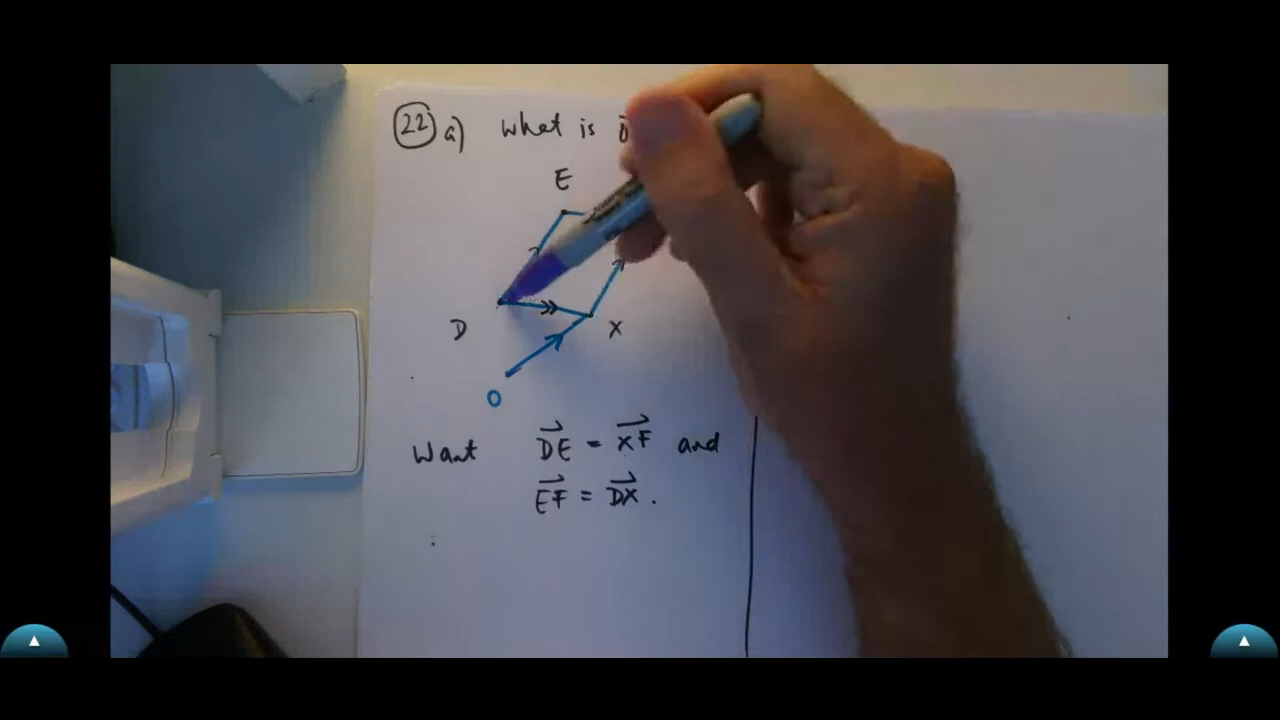 22 a) What is
E
D
X
O
Want DE = XF and
EF = DX.